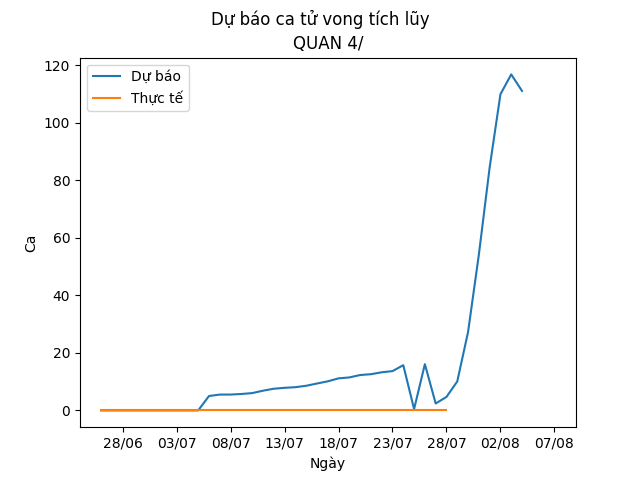 Dự báo ca tử vong tích lũy
QUAN 4/
Dự báo
Thực tế
120
100
80
60
40
20
0
Ca
28/06 03/07 08/07 13/07 18/07 23/07 28/07 02/08 07/08
Ngày